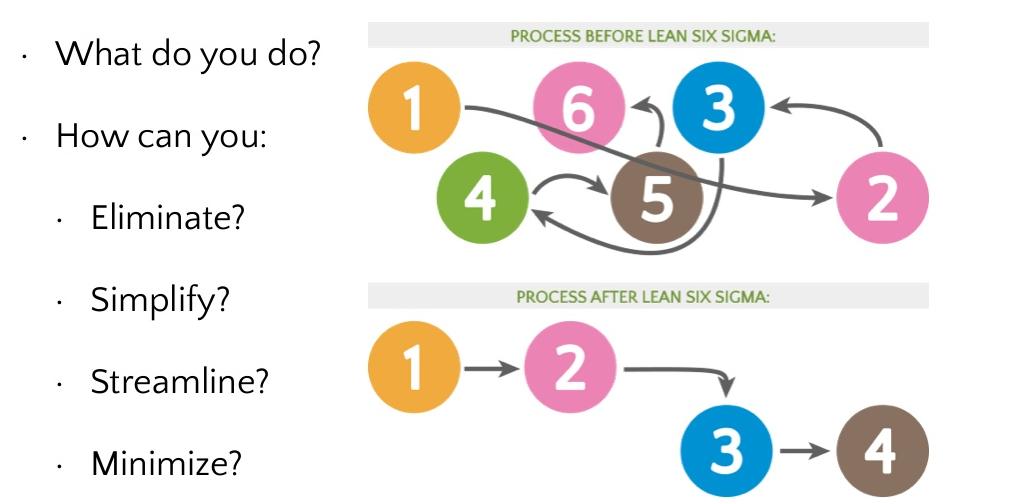 · What do you do?
· How can you:
· Eliminate?
· Simplify?
· Streamline?
· Minimize?
PROCESS BEFORE LEAN SIX SIGMA:
1 6 3
4 5 2
PROCESS AFTER LEAN SIX SIGMA:
1 2
3 4